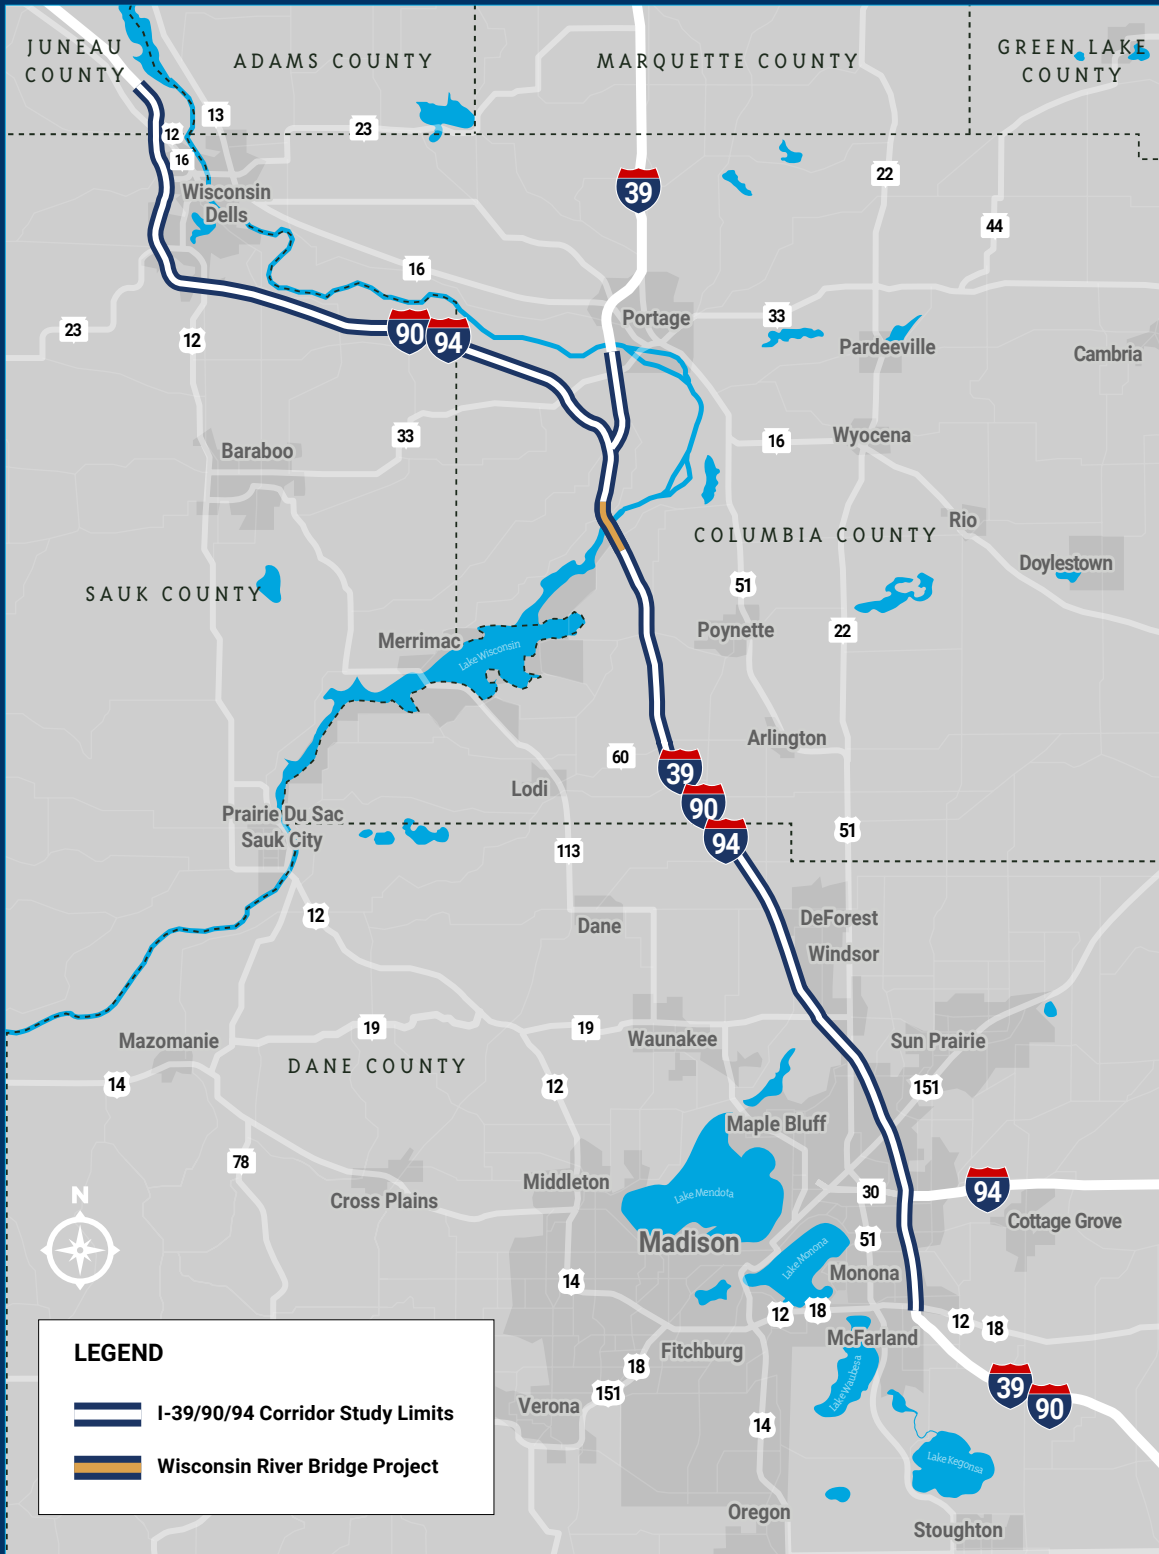 JUNEAU
COUNTY
ADAMS COUNTY
MARQUETTE COUNTY
GREEN LAKE
COUNTY
13
12
23
16
39
22
Wisconsin
Dells
44
16
23
12
90
94
Portage
33
Pardeeville
Cambria
33
16
Wyocena
Baraboo
Rio
COLUMBIA COUNTY
Doylestown
SAUK COUNTY
51
Poynette
22
Merrimac
Lake Wisconsin
Arlington
60
39
Lodi
90
Prairie Du Sac
Sauk City
94
51
113
12
Dane
DeForest
Windsor
19
19
Mazomanie
Waunakee
Sun Prairie
DANE COUNTY
14
12
151
Maple Bluff
78
Middleton
Lake Mendota
30
94
N
Cross Plains
Cottage Grove
Madison
51
Lake Monona
Monona
14
12
18
12
18
McFarland
Fitchburg
18
151
Lake Waubesa
39
90
Verona
14
Lake Kegonsa
Oregon
Stoughton
LEGEND
I-39/90/94 Corridor Study Limits
Wisconsin River Bridge Project